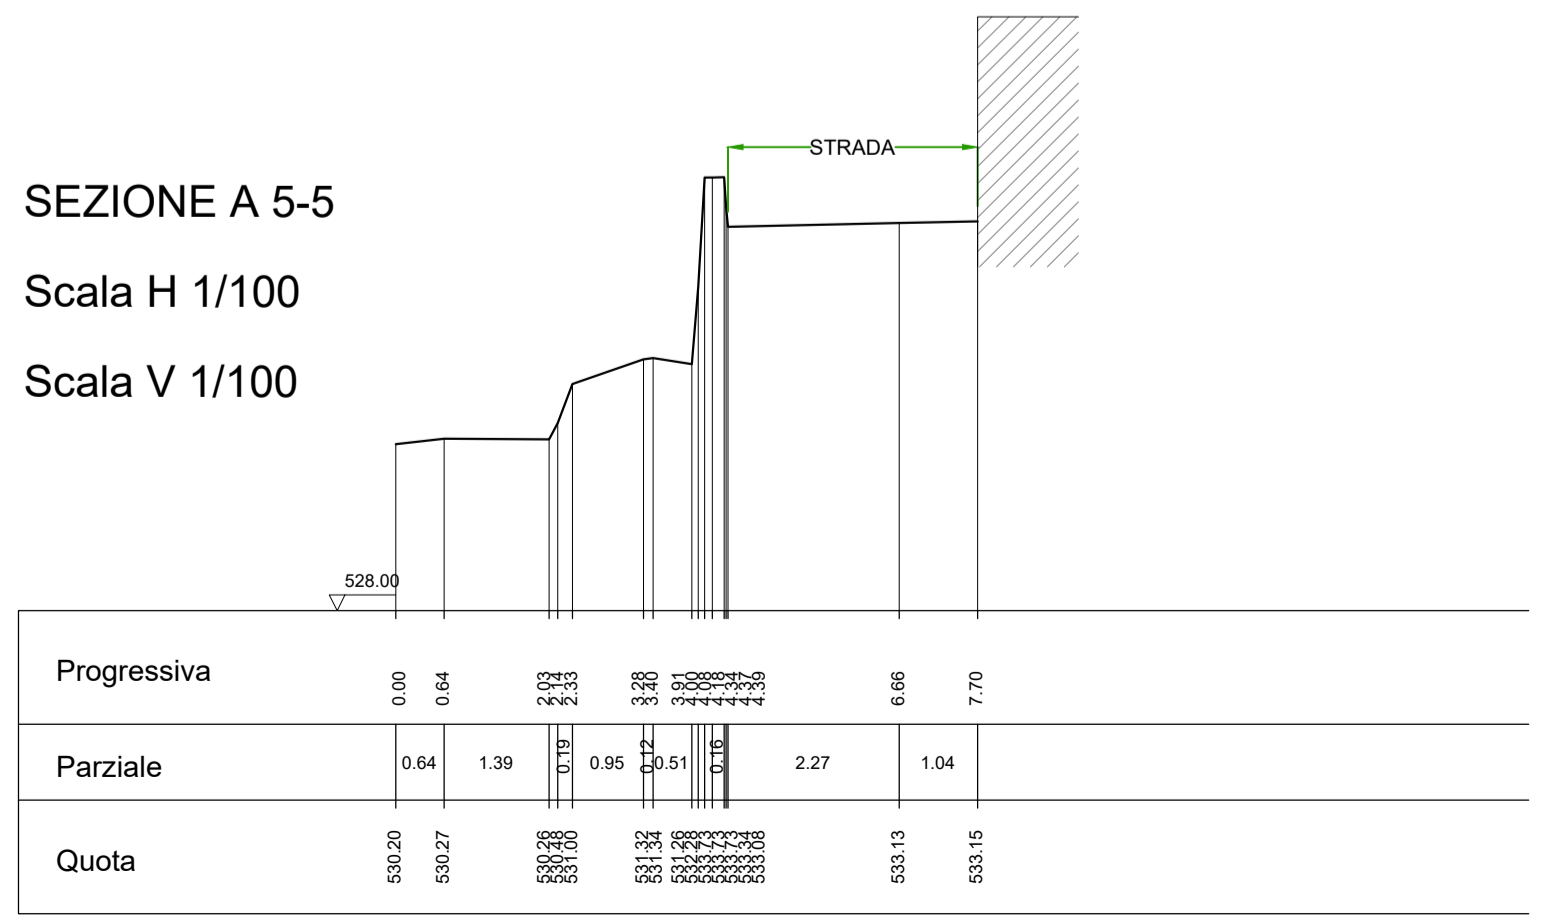 STRADA
SEZIONE A 5-5
Scala H 1/100
Scala V 1/100
528.00
Progressiva 0.00 0.64 2.03 2.14 2.33 3.28 3.40 3.91 4.00 4.08 4.18 4.34 4.37 4.39 6.66 7.70
Parziale 0.64 1.39 0.19 0.95 0.12 0.51 0.16 2.27 1.04
Quota 530.20 530.27 530.26 530.48 531.00 531.32 531.34 531.26 532.28 533.73 533.73 533.73 533.34 533.08 533.13 533.15